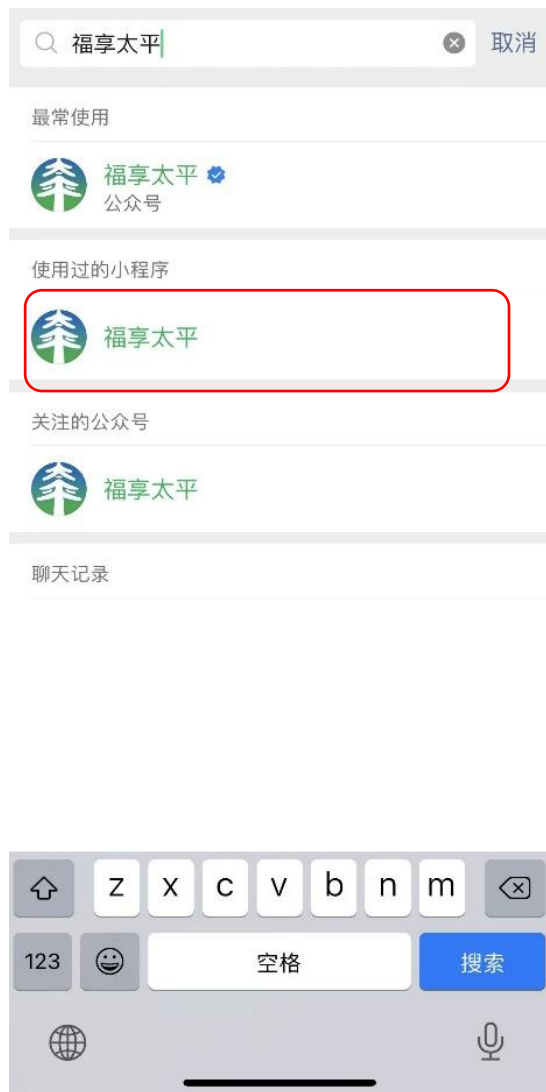 福享太平 取消
最常使用
福享太平
公众号
使用过的小程序
福享太平
关注的公众号
福享太平
聊天记录
z x c v b n m
123 空格 搜索